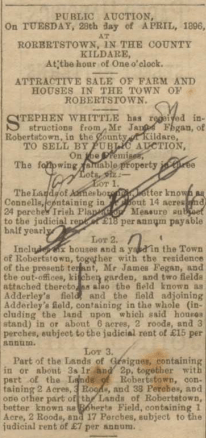 PUBLIC AUCTION,
On TUESDAY, 28th day of APRIL, 1896,
AT
ROBERTSTOWN, IN THE COUNTY
KILDARE,
At the hour of One o'clock.
ATTRACTIVE SALE OF FARM AND
HOUSES IN THE TOWN OF
ROBERTSTOWN.
STEPHEN WHITTLE has received in-
structions from Mr James Fegan, of
Robertstown, in the County Kildare,
TO SELL BY PUBLIC AUCTION,
On the Premises,
The following valuable property in three
Lots, viz.:—
LOT 1.
The Lands of better known as
Connells, containing in about 14 acres and
24 perches Irish Plantation Measure subject
to the judicial rent of £18 per annum payable
half yearly.
LOT 2.
Includes six houses and a yard in the Town
of Robertstown, together with the residence
of the present tenant, Mr James Fegan, and
the out-offices, kitchen garden, and two fields
attached thereto, also the field known as
Adderley's field, and the field adjoining
Adderley's field, containing in the whole (in-
cluding the land upon which said houses
stand) in or about 6 acres, 2 roods, and 3
perches, subject to the judicial rent of £15 per
annum.
LOT 3.
Part of the Lands of Greigues, containing
in or about 3a 1r and 2p, together with
part of the Lands of Robertstown, con-
taining 2 Acres, 3 Roods, and 38 Perches, and
one other part of the Lands of Robertstown,
better known as Field, containing 1
Acre, 2 Roods, and 17 Perches, subject to the
judicial rent of £7 per annum.